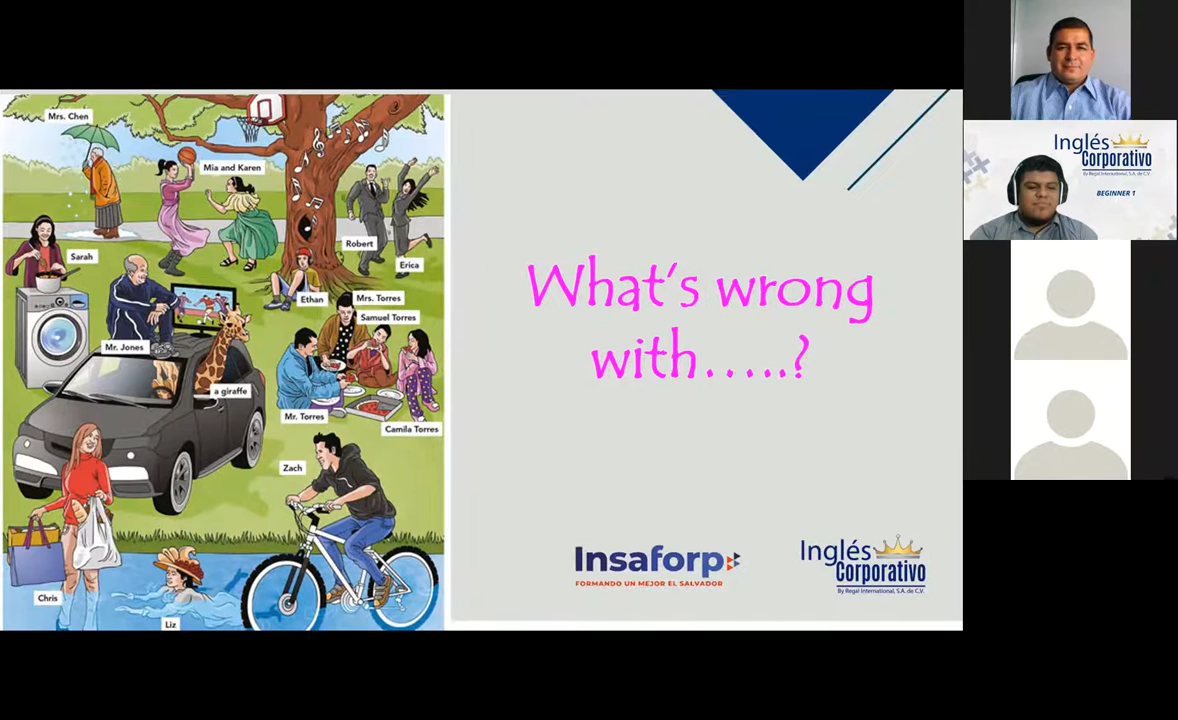 Mrs. Chen
Mia and Karen
Robert
Erica
Sarah
Ethan
Mrs. Torres
Samuel Torres
Mr. Jones
a giraffe
Mr. Torres
Camila Torres
Zach
Chris
Liz
What's wrong
with.....?
Insaforp
FORMANDO UN MEJOR EL SALVADOR
Inglés
Corporativo
By Regal International, S.A. de C.V.
Inglés
Corporativo
By Regal International, S.A. de C.V.
BEGINNER 1